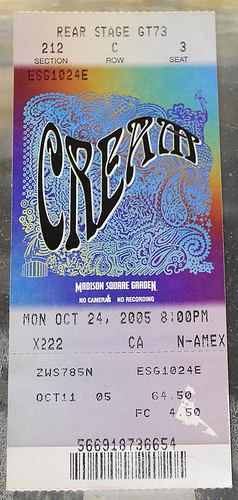 REAR STAGE GT73
212 C 3
SECTION ROW SEAT
ESG1024E
CREAM
MADISON SQUARE GARDEN
NO CAMERAS NO RECORDING
MON OCT 24, 2005 8:00PM
X222 CA N-AMEX
ZWS785N ESG1024E
OCT11 05 64.50
FC 4.50
566918736654